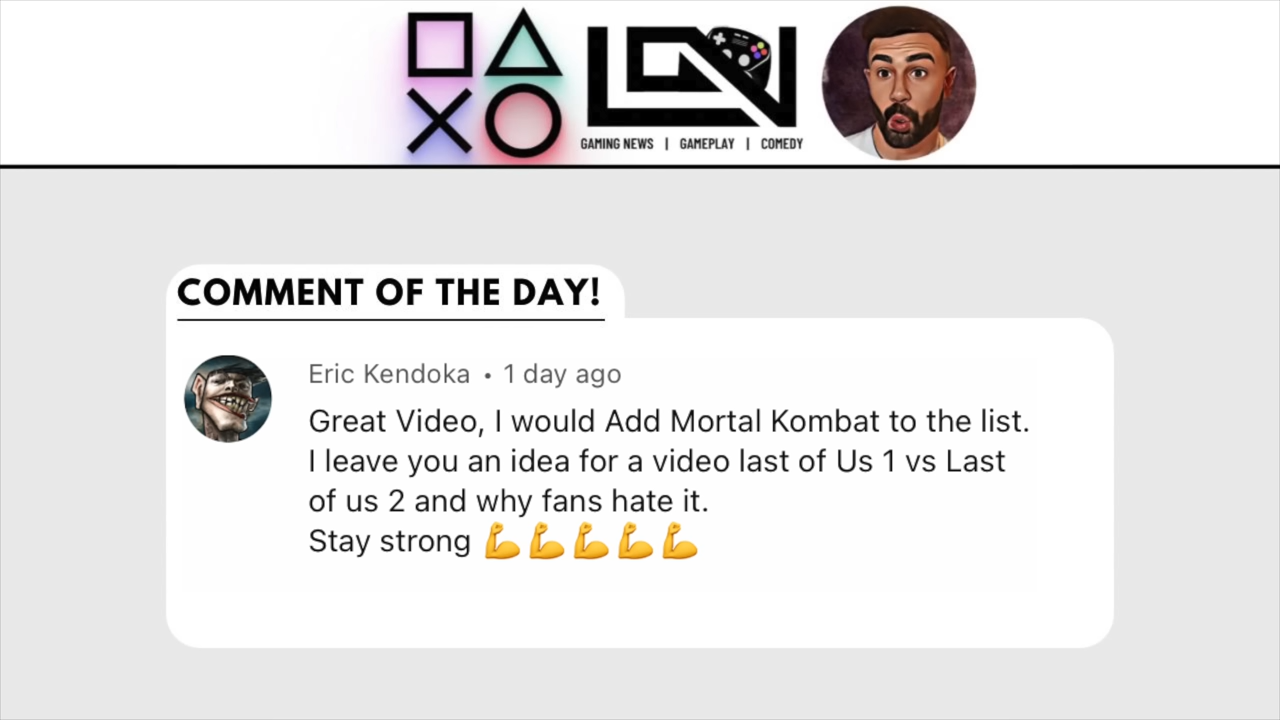 GAMING NEWS | GAMEPLAY | COMEDY
COMMENT OF THE DAY!
Eric Kendoka • 1 day ago
Great Video, I would Add Mortal Kombat to the list.
I leave you an idea for a video last of Us 1 vs Last
of us 2 and why fans hate it.
Stay strong 💪💪💪💪💪